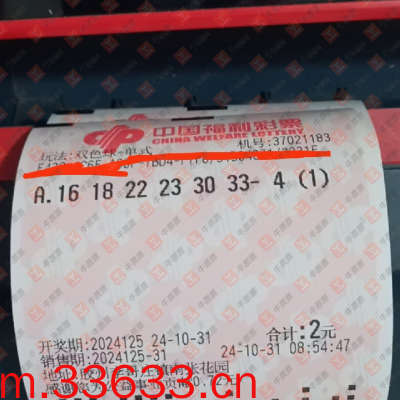 中国福利彩票
CHINA WELFARE LOTTERY
玩法:双色球-单式 机号:37021183
A.16 18 22 23 30 33- 4 (1)
开奖期:2024125 24-10-31 合计:2元
销售期:2024125-31 24-10-31 08:54:47
m.33633.cn